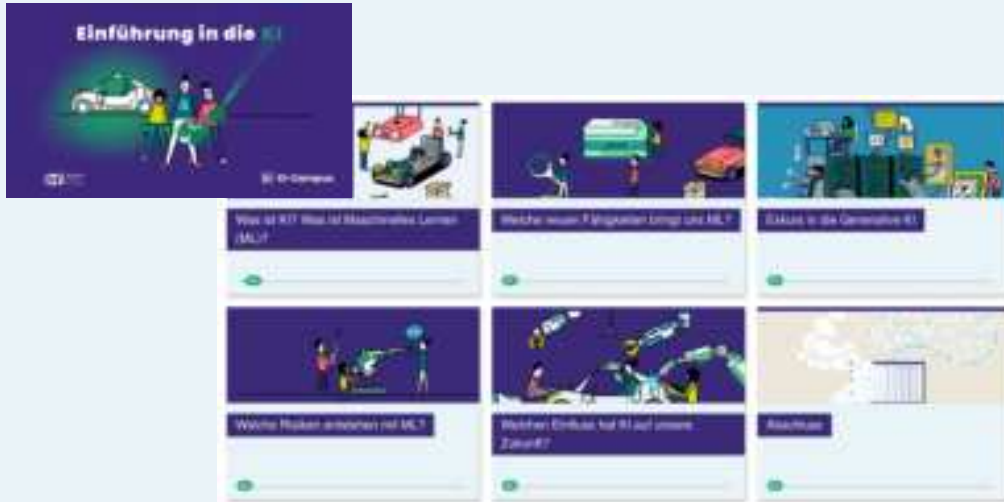 Einführung in die KI
KI-Campus
Was ist KI? Was ist Maschinelles Lernen
(ML)?
Welche neuen Fähigkeiten bringt uns ML?
Exkurs in die Generative KI
Welche Risiken entstehen mit ML?
Welchen Einfluss hat KI auf unsere
Zukunft?
Abschluss